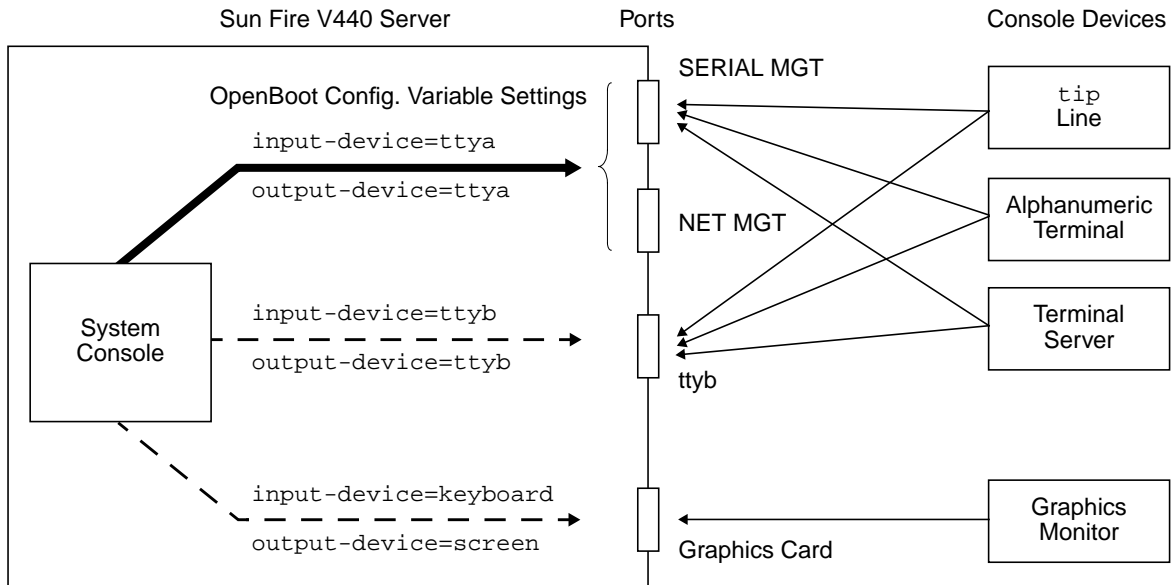 Sun Fire V440 Server
Ports
Console Devices
OpenBoot Config. Variable Settings
input-device=ttya
output-device=ttya
System
Console
input-device=ttyb
output-device=ttyb
input-device=keyboard
output-device=screen
SERIAL MGT
NET MGT
ttyb
Graphics Card
tip
Line
Alphanumeric
Terminal
Terminal
Server
Graphics
Monitor